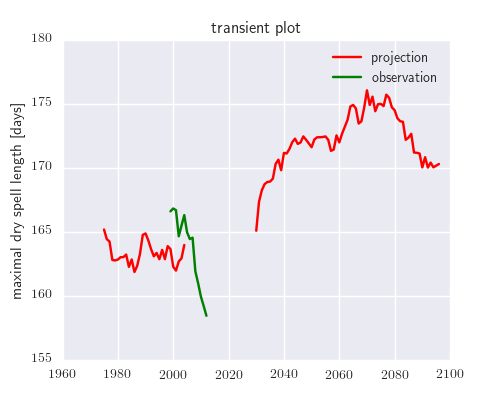 transient plot
projection
observation
maximal dry spell length [days]
180
175
170
165
160
155
1960 1980 2000 2020 2040 2060 2080 2100